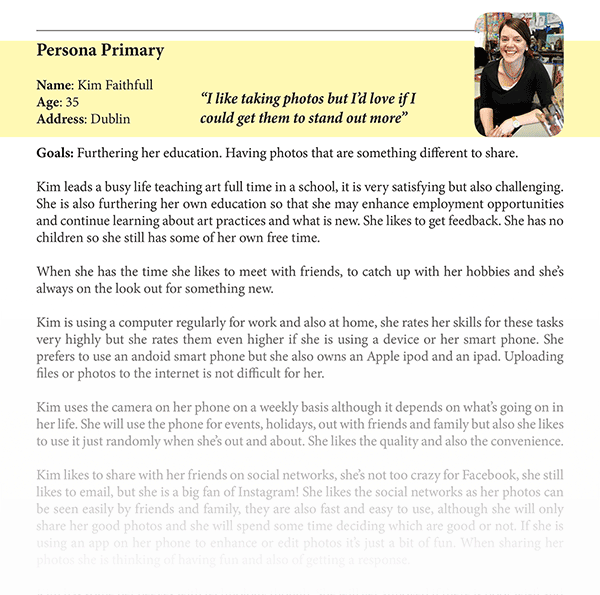 Persona Primary
Name: Kim Faithfull
Age: 35
Address: Dublin
“I like taking photos but I’d love if I
could get them to stand out more”
Goals: Furthering her education. Having photos that are something different to share.
Kim leads a busy life teaching art full time in a school, it is very satisfying but also challenging.
She is also furthering her own education so that she may enhance employment opportunities
and continue learning about art practices and what is new. She likes to get feedback. She has no
children so she still has some of her own free time.
When she has the time she likes to meet with friends, to catch up with her hobbies and she’s
always on the look out for something new.
Kim is using a computer regularly for work and also at home, she rates her skills for these tasks
very highly but she rates them even higher if she is using a device or her smart phone. She
prefers to use an andoid smart phone but she also owns an Apple ipod and an ipad. Uploading
files or photos to the internet is not difficult for her.
Kim uses the camera on her phone on a weekly basis although it depends on what’s going on in
her life. She will use the phone for events, holidays, out with friends and family but also she likes
to use it just randomly when she’s out and about. She likes the quality and also the convenience.
Kim likes to share with her friends on social networks, she’s not too crazy for Facebook, she still
likes to email, but she is a big fan of Instagram! She likes the social networks as her photos can
be seen easily by friends and family, they are also fast and easy to use, although she will only
share her good photos and she will spend some time deciding which are good or not. If she is
using an app on her phone to enhance or edit photos it’s just a bit of fun. When sharing her
photos she is thinking of having fun and also of getting a response.